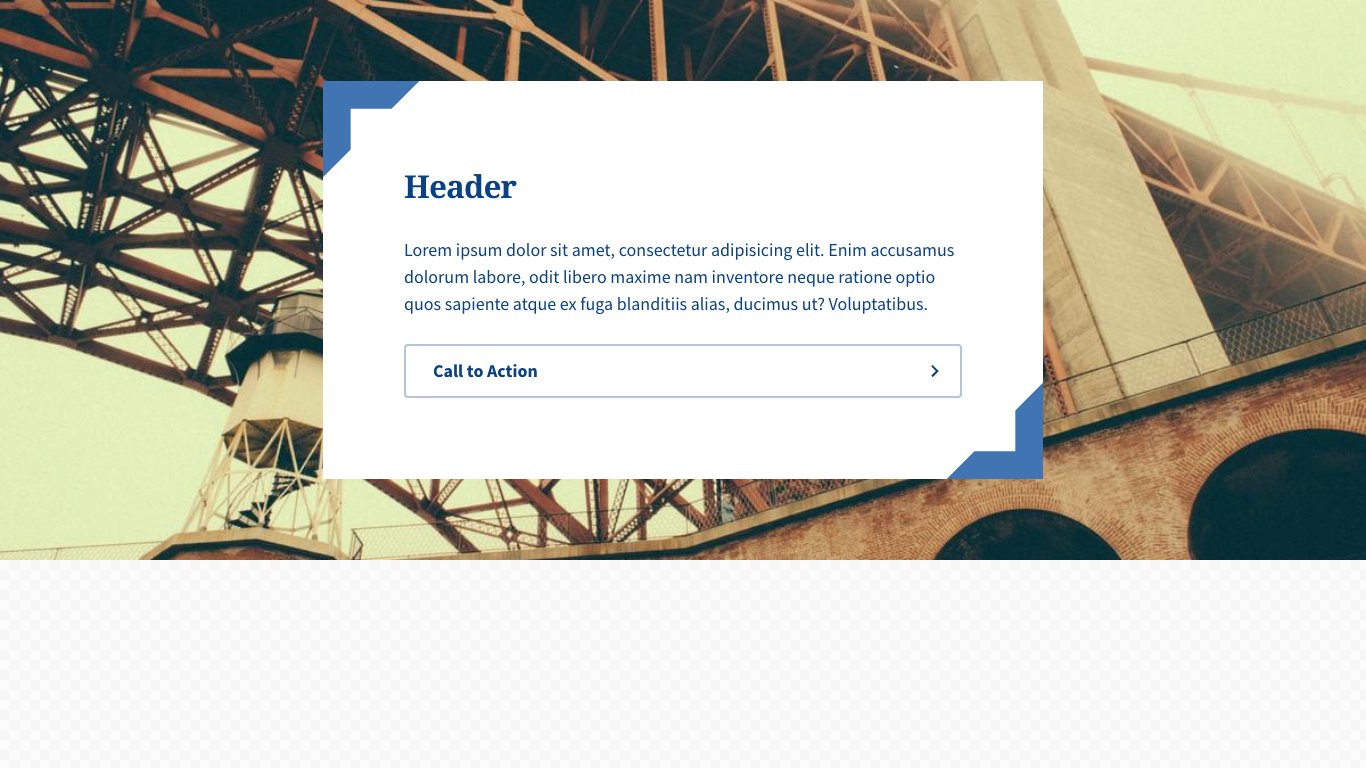 Header
Lorem ipsum dolor sit amet, consectetur adipisicing elit. Enim accusamus
dolorum labore, odit libero maxime nam inventore neque ratione optio
quos sapiente atque ex fuga blanditiis alias, ducimus ut? Voluptatibus.
Call to Action